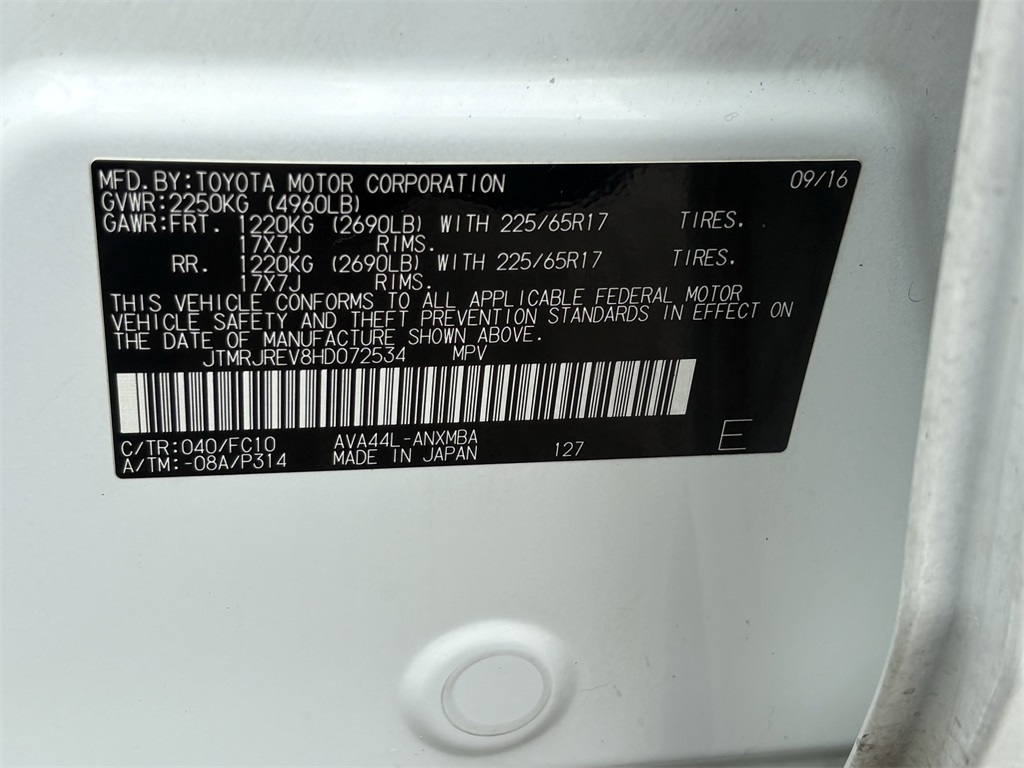 MFD.BY:TOYOTA MOTOR CORPORATION 09/16
GVWR:2250KG (4960LB)
GAWR:FRT. 1220KG (2690LB) WITH 225/65R17 TIRES.
17X7J RIMS.
RR. 1220KG (2690LB) WITH 225/65R17 TIRES.
17X7J RIMS.
THIS VEHICLE CONFORMS TO ALL APPLICABLE FEDERAL MOTOR
VEHICLE SAFETY AND THEFT PREVENTION STANDARDS IN EFFECT ON
THE DATE OF MANUFACTURE SHOWN ABOVE.
JTMRJREV8HD072534 MPV
C/TR:040/FC10 AVA44L-ANXMBA 127 E
A/TM:-08A/P314 MADE IN JAPAN